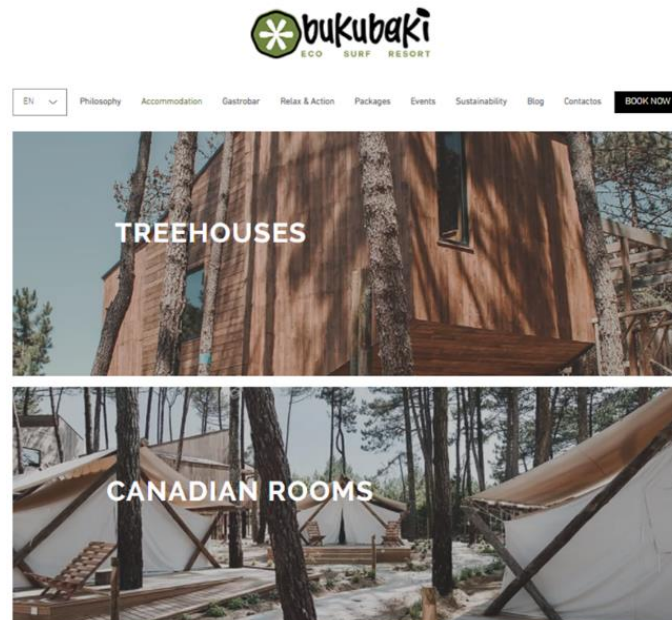 bukubaki
ECO SURF RESORT
EN Philosophy Accommodation Gastrobar Relax & Action Packages Events Sustainability Blog Contactos BOOK NOW
TREEHOUSES
CANADIAN ROOMS